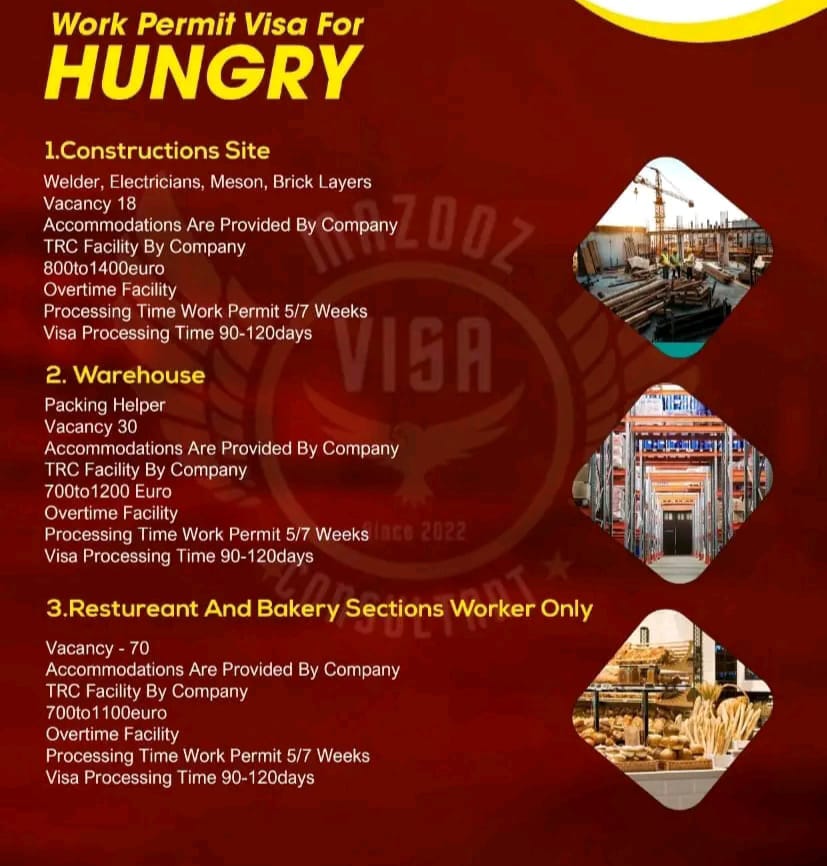 Work Permit Visa For
HUNGRY
1.Constructions Site
Welder, Electricians, Meson, Brick Layers
Vacancy 18
Accommodations Are Provided By Company
TRC Facility By Company
800to1400euro
Overtime Facility
Processing Time Work Permit 5/7 Weeks
Visa Processing Time 90-120days
2. Warehouse
Packing Helper
Vacancy 30
Accommodations Are Provided By Company
TRC Facility By Company
700to1200 Euro
Overtime Facility
Processing Time Work Permit 5/7 Weeks
Visa Processing Time 90-120days
3.Restureant And Bakery Sections Worker Only
Vacancy - 70
Accommodations Are Provided By Company
TRC Facility By Company
700to1100euro
Overtime Facility
Processing Time Work Permit 5/7 Weeks
Visa Processing Time 90-120days
MAZOOZ
VISA
Since 2022
CONSULTANT